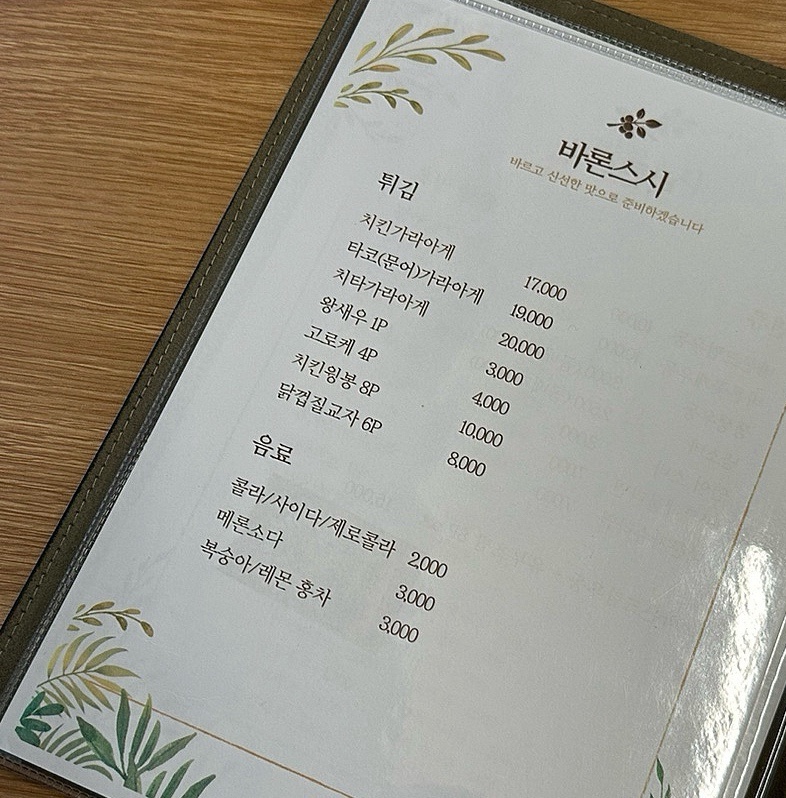 바론스시
바르고 신선한 맛으로 준비하겠습니다
튀김
치킨가라아게 17,000
타코(문어)가라아게 19,000
치타가라아게 20,000
왕새우 1P 3,000
고로케 4P 4,000
치킨윙봉 8P 10,000
닭껍질교자 6P 8,000
음료
콜라/사이다/제로콜라 2,000
메론소다 3,000
복숭아/레몬 홍차 3,000